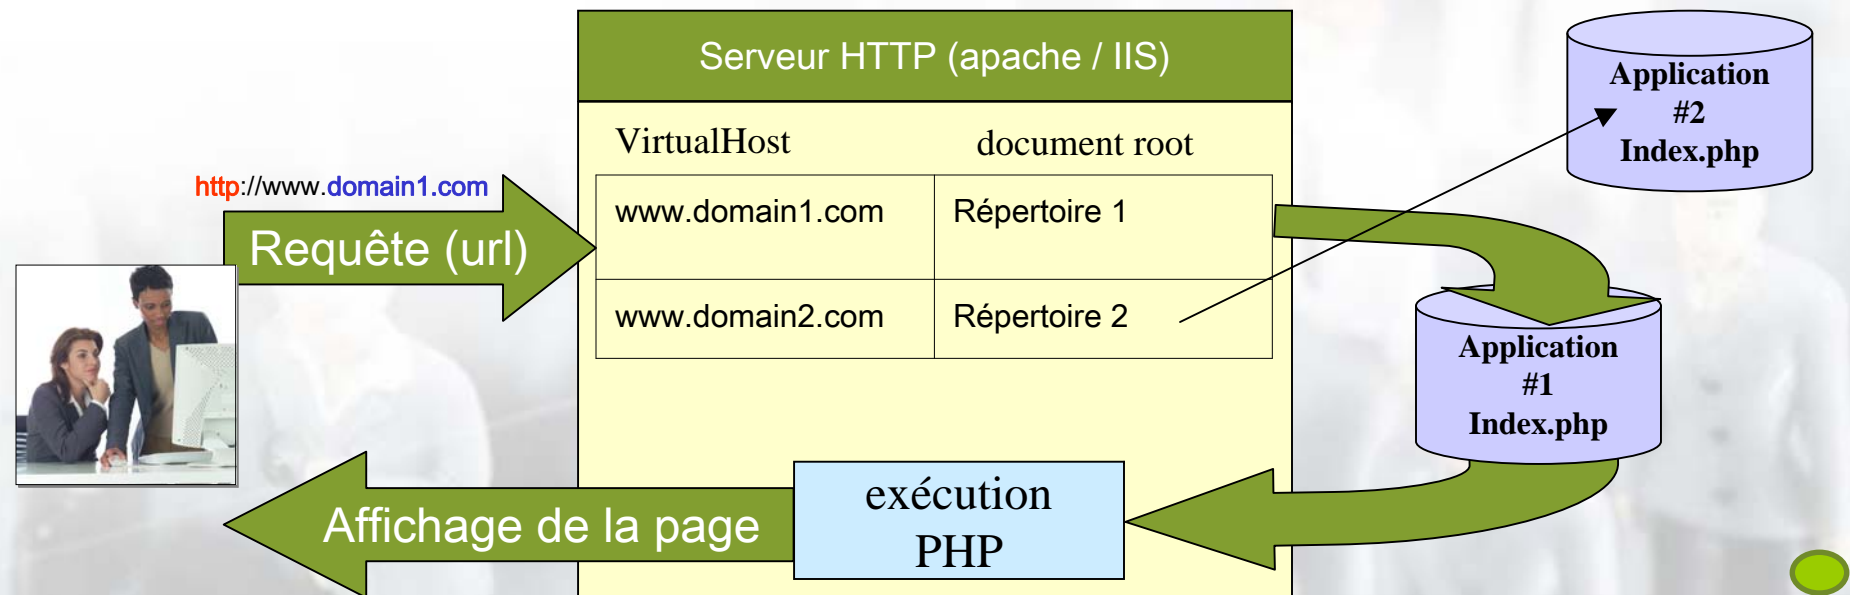 Serveur HTTP (apache / IIS)
VirtualHost
document root
http://www.domain1.com
Requête (url)
www.domain1.com
Répertoire 1
www.domain2.com
Répertoire 2
Application
#2
Index.php
Application
#1
Index.php
exécution
PHP
Affichage de la page